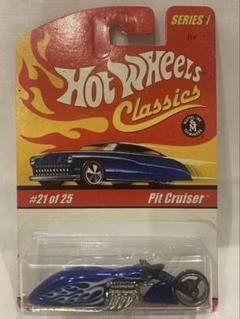 SERIES 1
8+
Hot Wheels
Classics
#21 of 25
Pit Cruiser